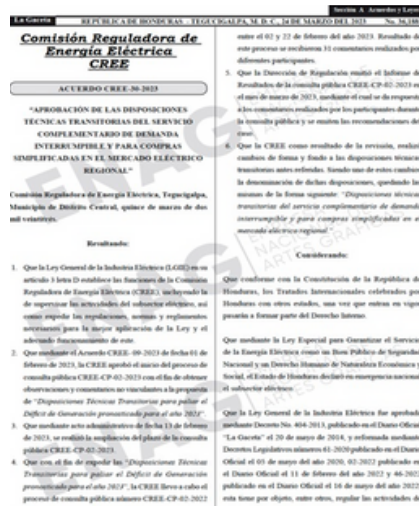 Sección A Acuerdos y Leyes
La Gaceta REPÚBLICA DE HONDURAS - TEGUCIGALPA, M. D. C., 24 DE MARZO DEL 2023 No. 36,18
Comisión Reguladora de
Energía Eléctrica
CREE
ACUERDO CREE-30-2023
“APROBACIÓN DE LAS DISPOSICIONES
TÉCNICAS TRANSITORIAS DEL SERVICIO
COMPLEMENTARIO DE DEMANDA
INTERRUMPIBLE Y PARA COMPRAS
SIMPLIFICADAS EN EL MERCADO ELÉCTRICO
REGIONAL”
Comisión Reguladora de Energía Eléctrica, Tegucigalpa,
Municipio de Distrito Central, quince de marzo de dos
mil veintitrés.
Resultando:
1. Que la Ley General de la Industria Eléctrica (LGIE) en su
artículo 3 letra D establece las funciones de la Comisión
Reguladora de Energía Eléctrica (CREE), incluyendo la
de supervisar las actividades del subsector eléctrico, así
como expedir las regulaciones, normas y reglamentos
necesarios para la mejor aplicación de la Ley y el
adecuado funcionamiento de este.
2. Que mediante el Acuerdo CREE-09-2023 de fecha 01 de
febrero de 2023, la CREE aprobó el inicio del proceso de
consulta pública CREE-CP-02-2023 con el fin de obtener
observaciones y comentarios no vinculantes a la propuesta
de “Disposiciones Técnicas Transitorias para paliar el
Déficit de Generación pronosticado para el año 2023”.
3. Que mediante acto administrativo de fecha 13 de febrero
de 2023, se realizó la ampliación del plazo de la consulta
pública CREE-CP-02-2023.
4. Que con el fin de expedir las “Disposiciones Técnicas
Transitorias para paliar el Déficit de Generación
pronosticado para el año 2023”, la CREE llevo a cabo el
proceso de consulta pública número CREE-CP-02-2022
entre el 02 y 22 de febrero del año 2023. Resultado de
este proceso se recibieron 31 comentarios realizados por
diferentes participantes.
5. Que la Dirección de Regulación emitió el Informe de
Resultados de la consulta pública CREE-CP-02-2023 en
el mes de marzo de 2023, mediante el cual se da respuesta
a los comentarios realizados por los participantes durante
la consulta pública y se emiten las recomendaciones del
caso.
6. Que la CREE como resultado de la revisión, realizó
cambios de forma y fondo a las disposiciones técnicas
transitorias antes referidas. Siendo uno de estos cambios
la denominación de dichas disposiciones, quedando las
mismas de la forma siguiente: “Disposiciones técnicas
transitorias del servicio complementario de demanda
interrumpible y para compras simplificadas en el
mercado eléctrico regional”.
Considerando:
Que conforme con la Constitución de la República de
Honduras, los Tratados Internacionales celebrados por
Honduras con otros estados, una vez que entran en vigor
pasarán a formar parte del Derecho Interno.
Que mediante la Ley Especial para Garantizar el Servicio
de la Energía Eléctrica como un Bien Público de Seguridad
Nacional y un Derecho Humano de Naturaleza Económica y
Social, el Estado de Honduras declaró en emergencia nacional
el subsector eléctrico.
Que la Ley General de la Industria Eléctrica fue aprobada
mediante Decreto No. 404-2013, publicado en el Diario Oficial
“La Gaceta” el 20 de mayo de 2014, y reformada mediante
Decretos Legislativos números 61-2020 publicado en el Diario
Oficial el 05 de mayo del año 2020, 02-2022 publicado en
el Diario Oficial el 11 de febrero del 2022 y 46-2022
publicado en el Diario Oficial el 16 de mayo del año 2022
esta tiene por objeto, entre otros, regular las actividades de